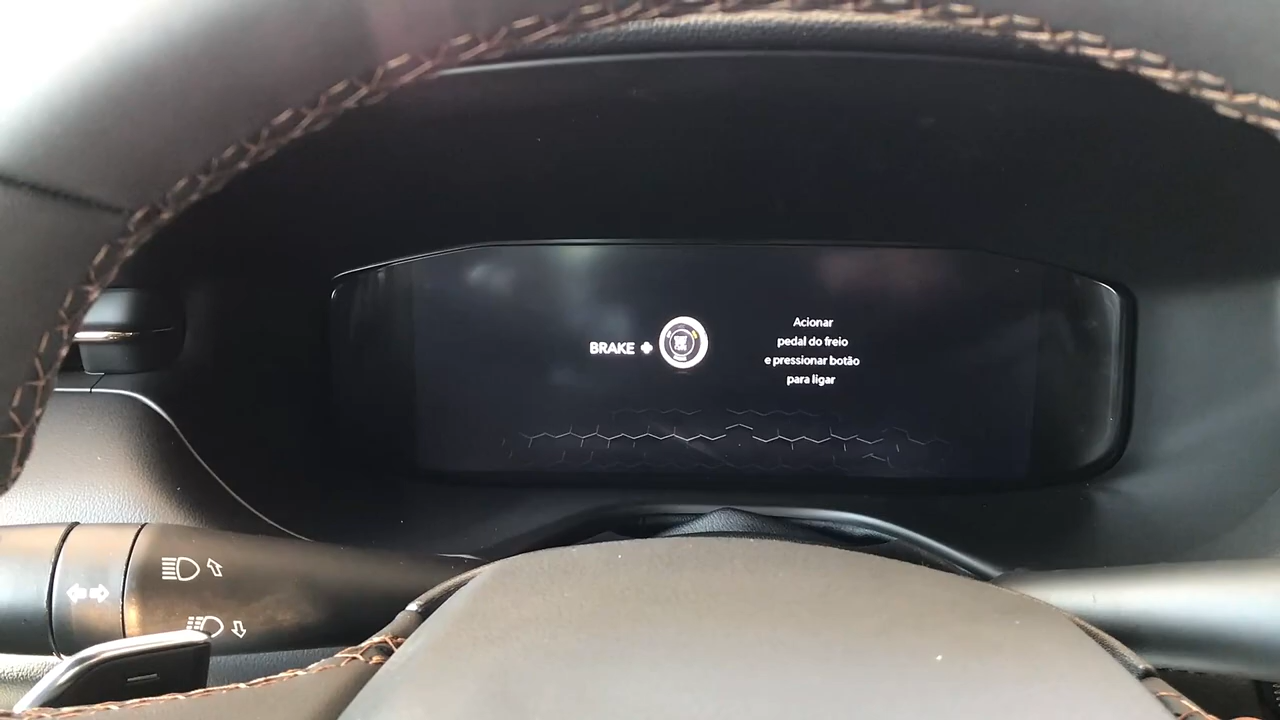 BRAKE +
Acionar
pedal do freio
e pressionar botão
para ligar